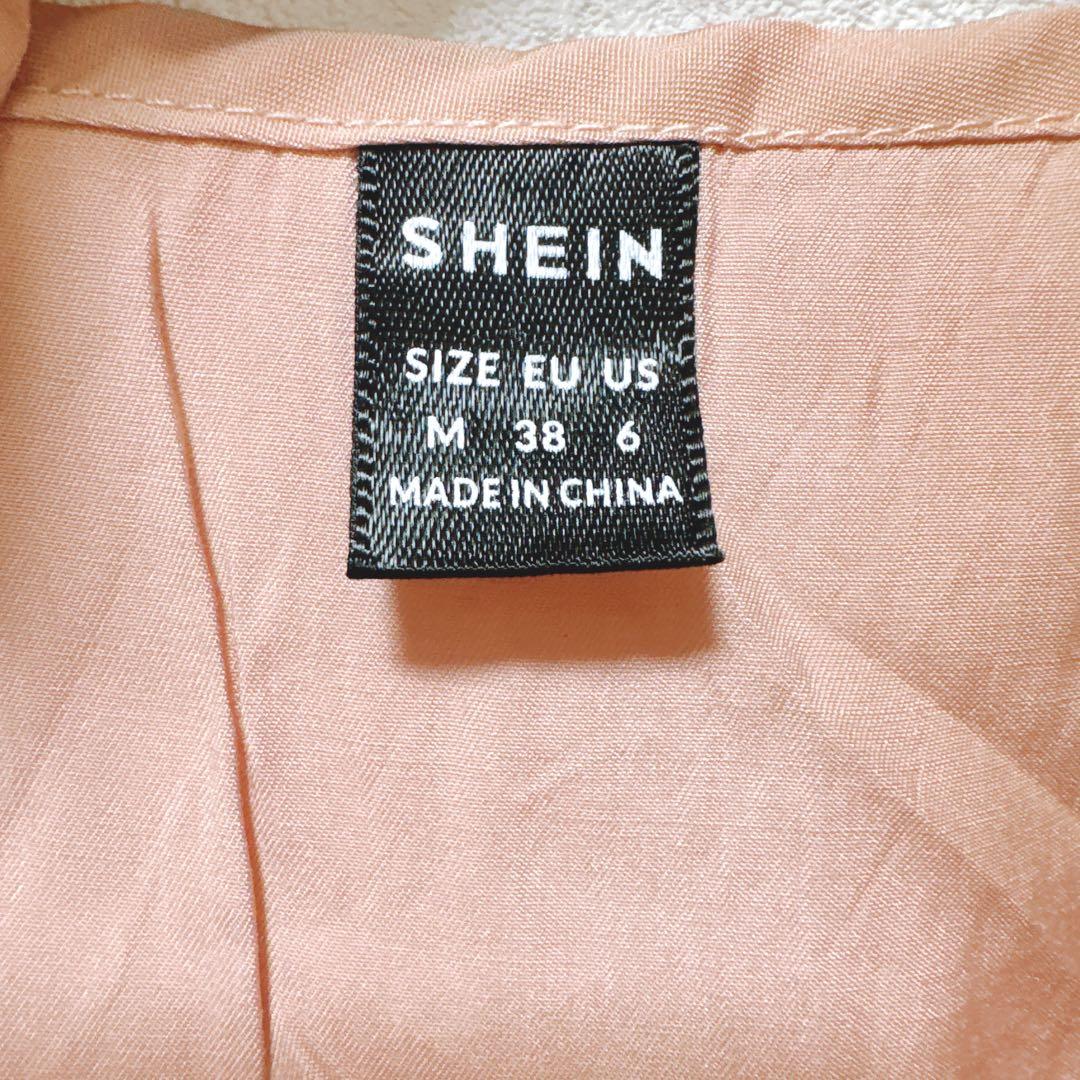 SHEIN
SIZE EU US
M 38 6
MADE IN CHINA